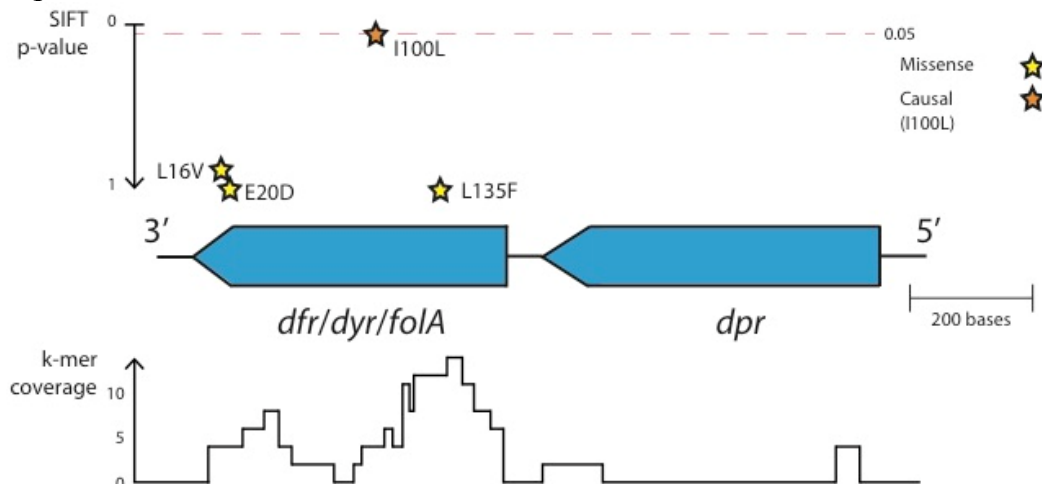 SIFT
p-value
0
1
0.05
I100L
L16V
E20D
L135F
Missense
Causal
(I100L)
3′
5′
dfr/dyr/folA
dpr
200 bases
k-mer
coverage
10
5
0